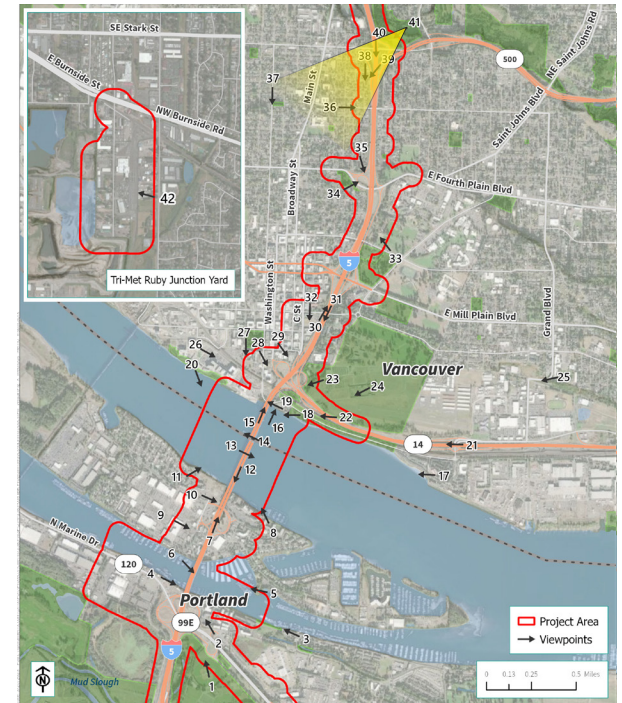 SE Stark St
E Burnside St
NW Burnside Rd
42
Tri-Met Ruby Junction Yard
41
40
39
38
37
36
35
34
33
32
31
30
29
28
27
26
25
24
23
22
21
20
19
18
17
16
15
14
13
12
11
10
9
8
7
6
5
4
3
2
1
500
NE Saint Johns Rd
Saint Johns Blvd
Main St
Broadway St
E Fourth Plain Blvd
5
Washington St
C St
E Mill Plain Blvd
Grand Blvd
Vancouver
14
N Marine Dr
120
Portland
99E
5
Mud Slough
N
Project Area
Viewpoints
0 0.13 0.25 0.5 Miles